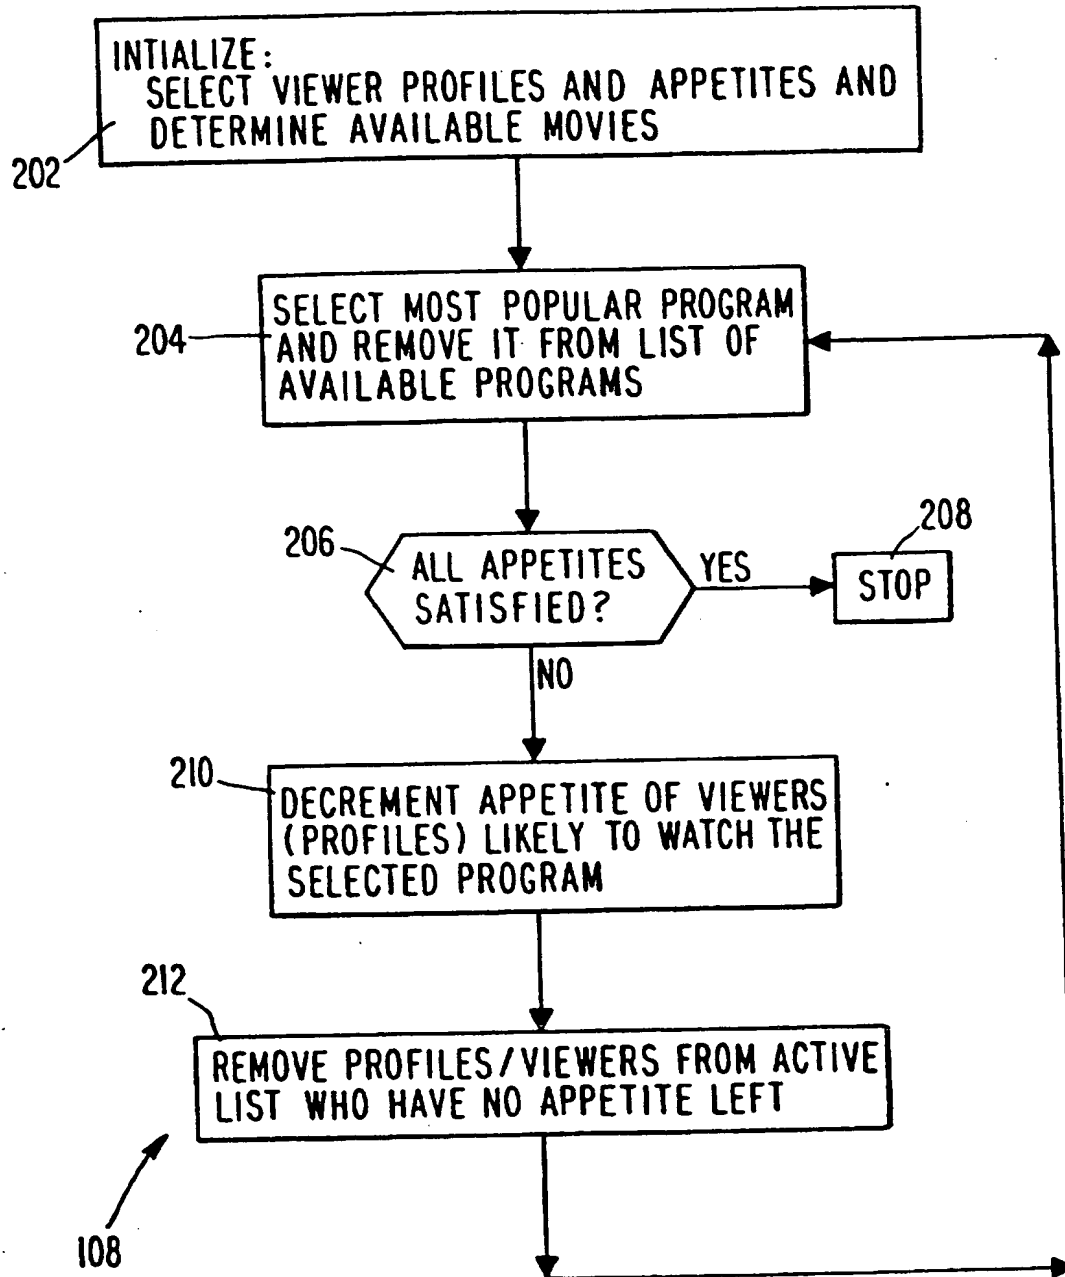 INTIALIZE:
SELECT VIEWER PROFILES AND APPETITES AND
DETERMINE AVAILABLE MOVIES
202
SELECT MOST POPULAR PROGRAM
AND REMOVE IT FROM LIST OF
AVAILABLE PROGRAMS
204
206
ALL APPETITES
SATISFIED?
YES
208
STOP
NO
210
DECREMENT APPETITE OF VIEWERS
(PROFILES) LIKELY TO WATCH THE
SELECTED PROGRAM
212
REMOVE PROFILES/VIEWERS FROM ACTIVE
LIST WHO HAVE NO APPETITE LEFT
108